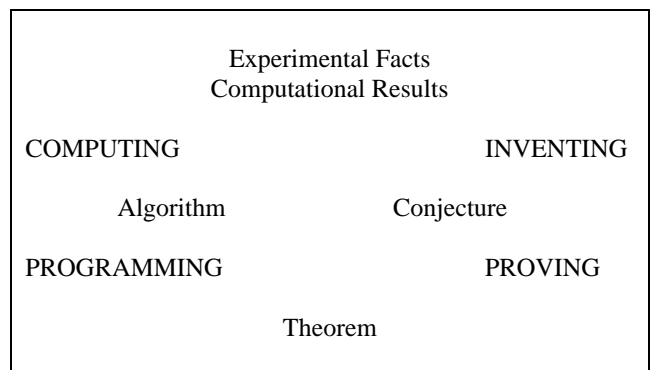 Experimental Facts
Computational Results
COMPUTING INVENTING
Algorithm Conjecture
PROGRAMMING PROVING
Theorem